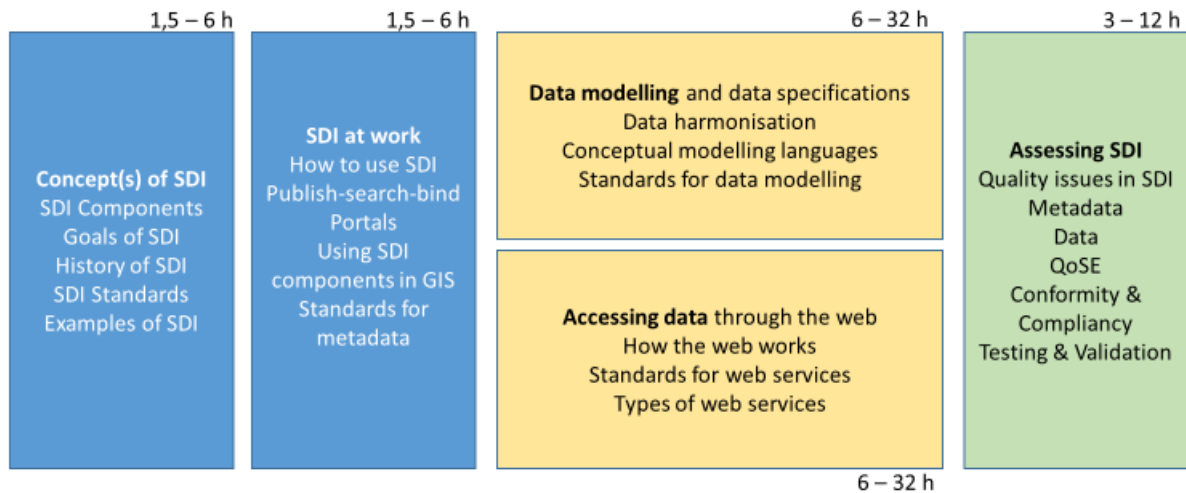 1,5 – 6 h
Concept(s) of SDI
SDI Components
Goals of SDI
History of SDI
SDI Standards
Examples of SDI
1,5 – 6 h
SDI at work
How to use SDI
Publish-search-bind
Portals
Using SDI
components in GIS
Standards for
metadata
6 – 32 h
Data modelling and data specifications
Data harmonisation
Conceptual modelling languages
Standards for data modelling
Accessing data through the web
How the web works
Standards for web services
Types of web services
6 – 32 h
3 – 12 h
Assessing SDI
Quality issues in SDI
Metadata
Data
QoSE
Conformity &
Compliancy
Testing & Validation